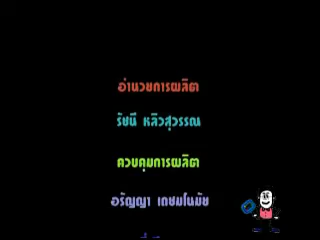 อำนวยการผลิต
รัชนี หลิวสุวรรณ
ควบคุมการผลิต
อรัญญา เตชมโนมัย